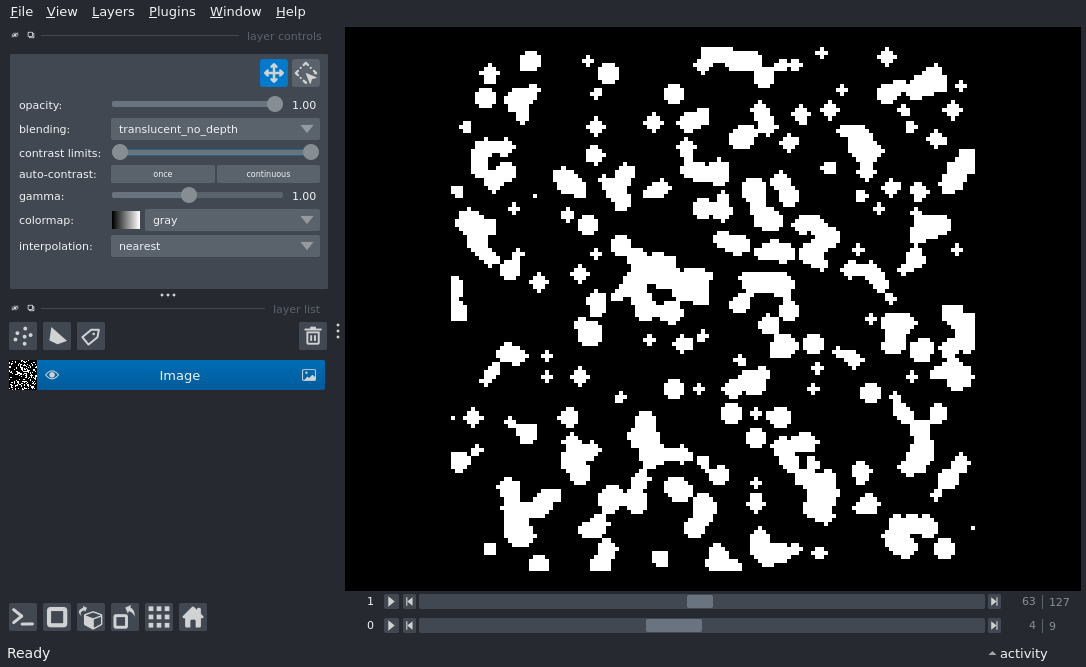 File View Layers Plugins Window Help
layer controls
opacity: 1.00
blending: translucent_no_depth
contrast limits:
auto-contrast: once continuous
gamma: 1.00
colormap: gray
interpolation: nearest
layer list
Image
1 63 127
0 4 9
Ready activity